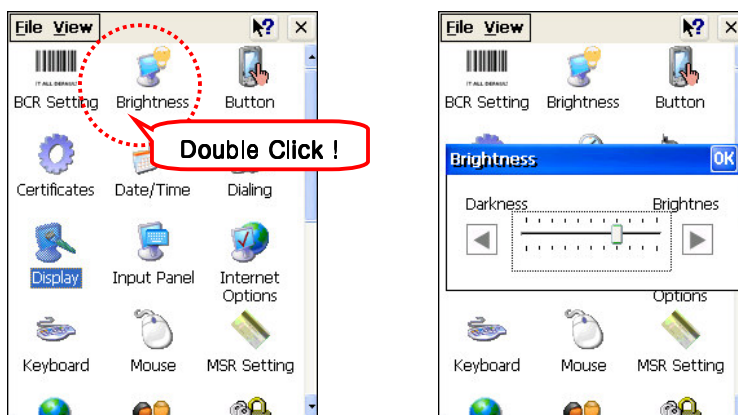 File View
BCR Setting Brightness Button
Double Click !
Certificates Date/Time Dialing
Display Input Panel Internet
Options
Keyboard Mouse MSR Setting
File View
BCR Setting Brightness Button
Brightness OK
Darkness Brightnes
Options
Keyboard Mouse MSR Setting